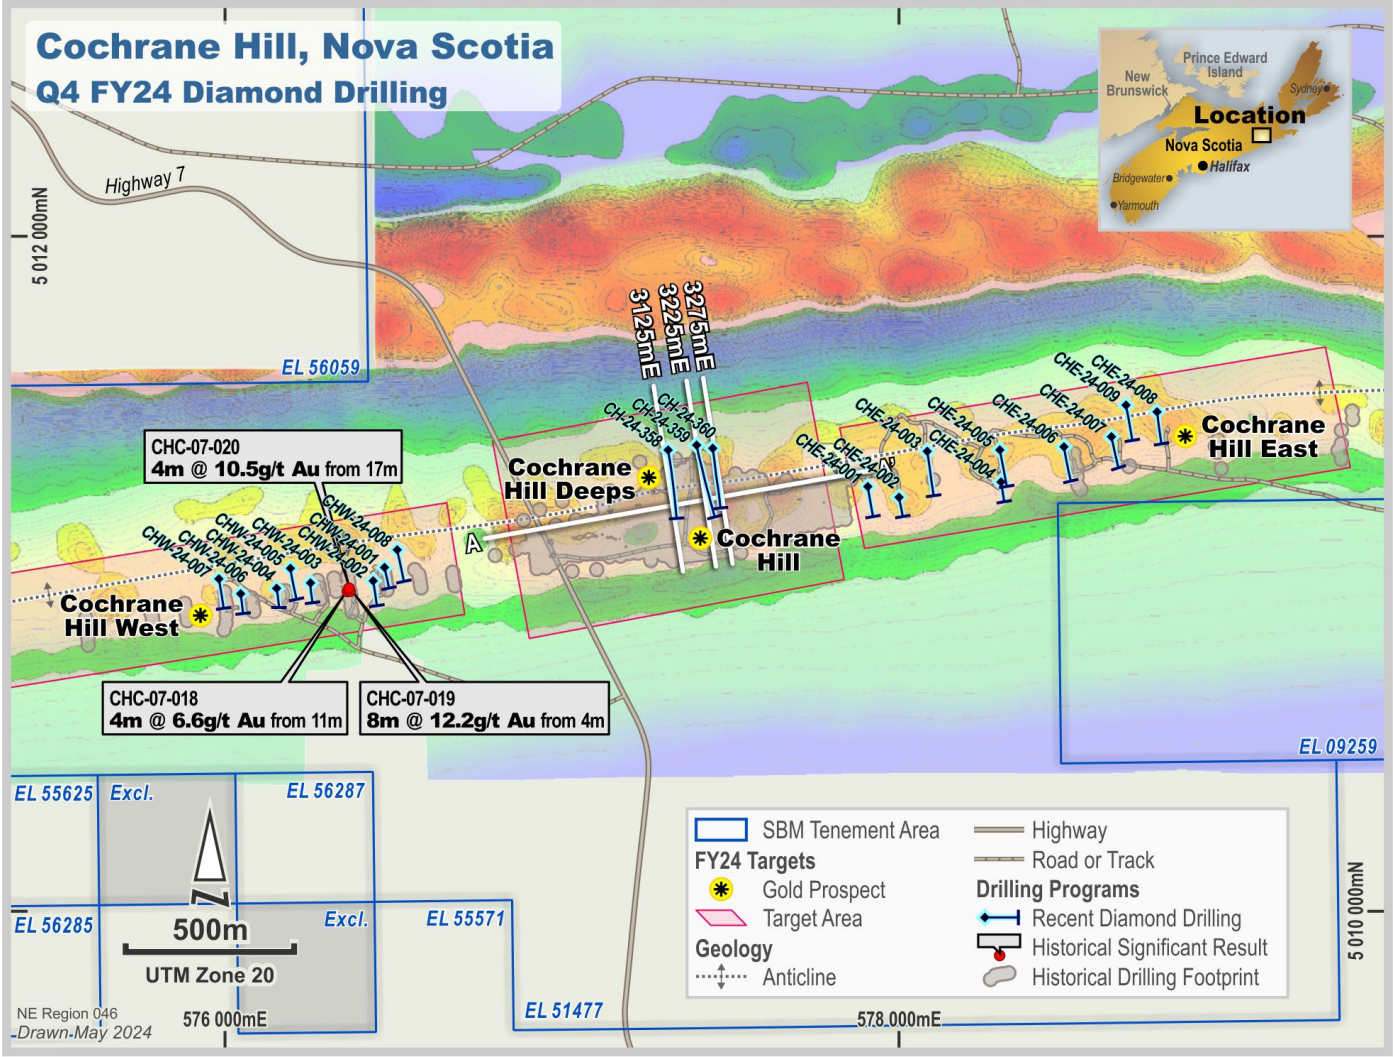 Cochrane Hill, Nova Scotia
Q4 FY24 Diamond Drilling
New
Brunswick
Prince Edward
Island
Sydney
Location
Nova Scotia
Halifax
Bridgewater
Yarmouth
Highway 7
5 012 000mN
EL 56059
3125mE
3225mE
3275mE
CH-24-358
CH-24-359
CH-24-360
CHE-24-001
CHE-24-002
CHE-24-003
CHE-24-004
CHE-24-005
CHE-24-006
CHE-24-007
CHE-24-009
CHE-24-008
Cochrane
Hill East
CHC-07-020
4m @ 10.5g/t Au from 17m
Cochrane
Hill Deeps
A
A'
Cochrane
Hill
CHW-24-007
CHW-24-006
CHW-24-005
CHW-24-004
CHW-24-003
CHW-24-001
CHW-24-002
CHW-24-008
Cochrane
Hill West
CHC-07-018
4m @ 6.6g/t Au from 11m
CHC-07-019
8m @ 12.2g/t Au from 4m
EL 09259
EL 55625
Excl.
EL 56287
EL 56285
Excl.
EL 55571
EL 51477
N
500m
UTM Zone 20
NE Region 046
Drawn-May 2024
576 000mE
578 000mE
5 010 000mN
SBM Tenement Area
FY24 Targets
Gold Prospect
Target Area
Geology
Anticline
Highway
Road or Track
Drilling Programs
Recent Diamond Drilling
Historical Significant Result
Historical Drilling Footprint